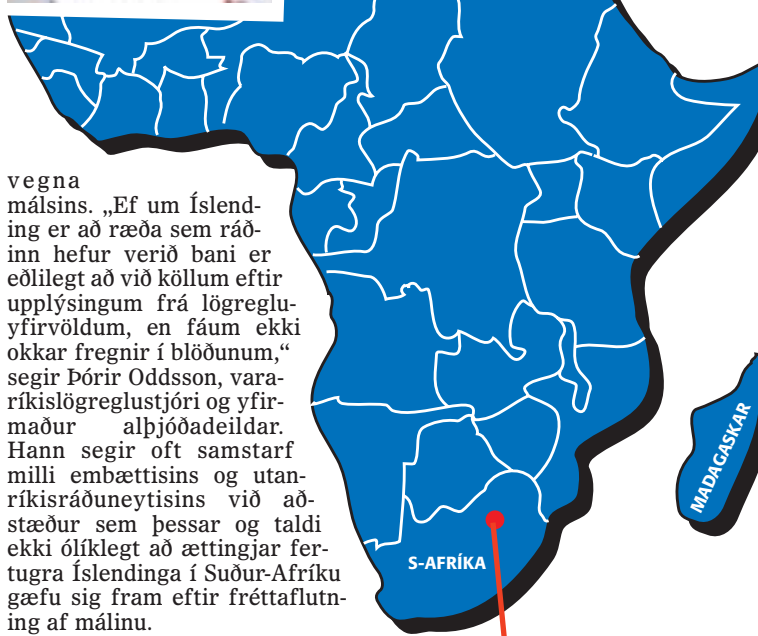 vegna
málsins. „Ef um Íslend-
ing er að ræða sem ráð-
inn hefur verið bani er
eðlilegt að við köllum eftir
upplýsingum frá lögreglu-
yfirvöldum, en fáum ekki
okkar fregnir í blöðunum,“
segir Þórir Oddsson, vara-
ríkislögreglustjóri og yfir-
maður alþjóðadeildar.
Hann segir oft samstarf
milli embættisins og utan-
ríkisráðuneytisins við að-
stæður sem þessar og taldi
ekki ólíklegt að ættingjar fer-
tugra Íslendinga í Suður-Afríku
gæfu sig fram eftir fréttaflutn-
ing af málinu.
S-AFRÍKA
MADAGASKAR